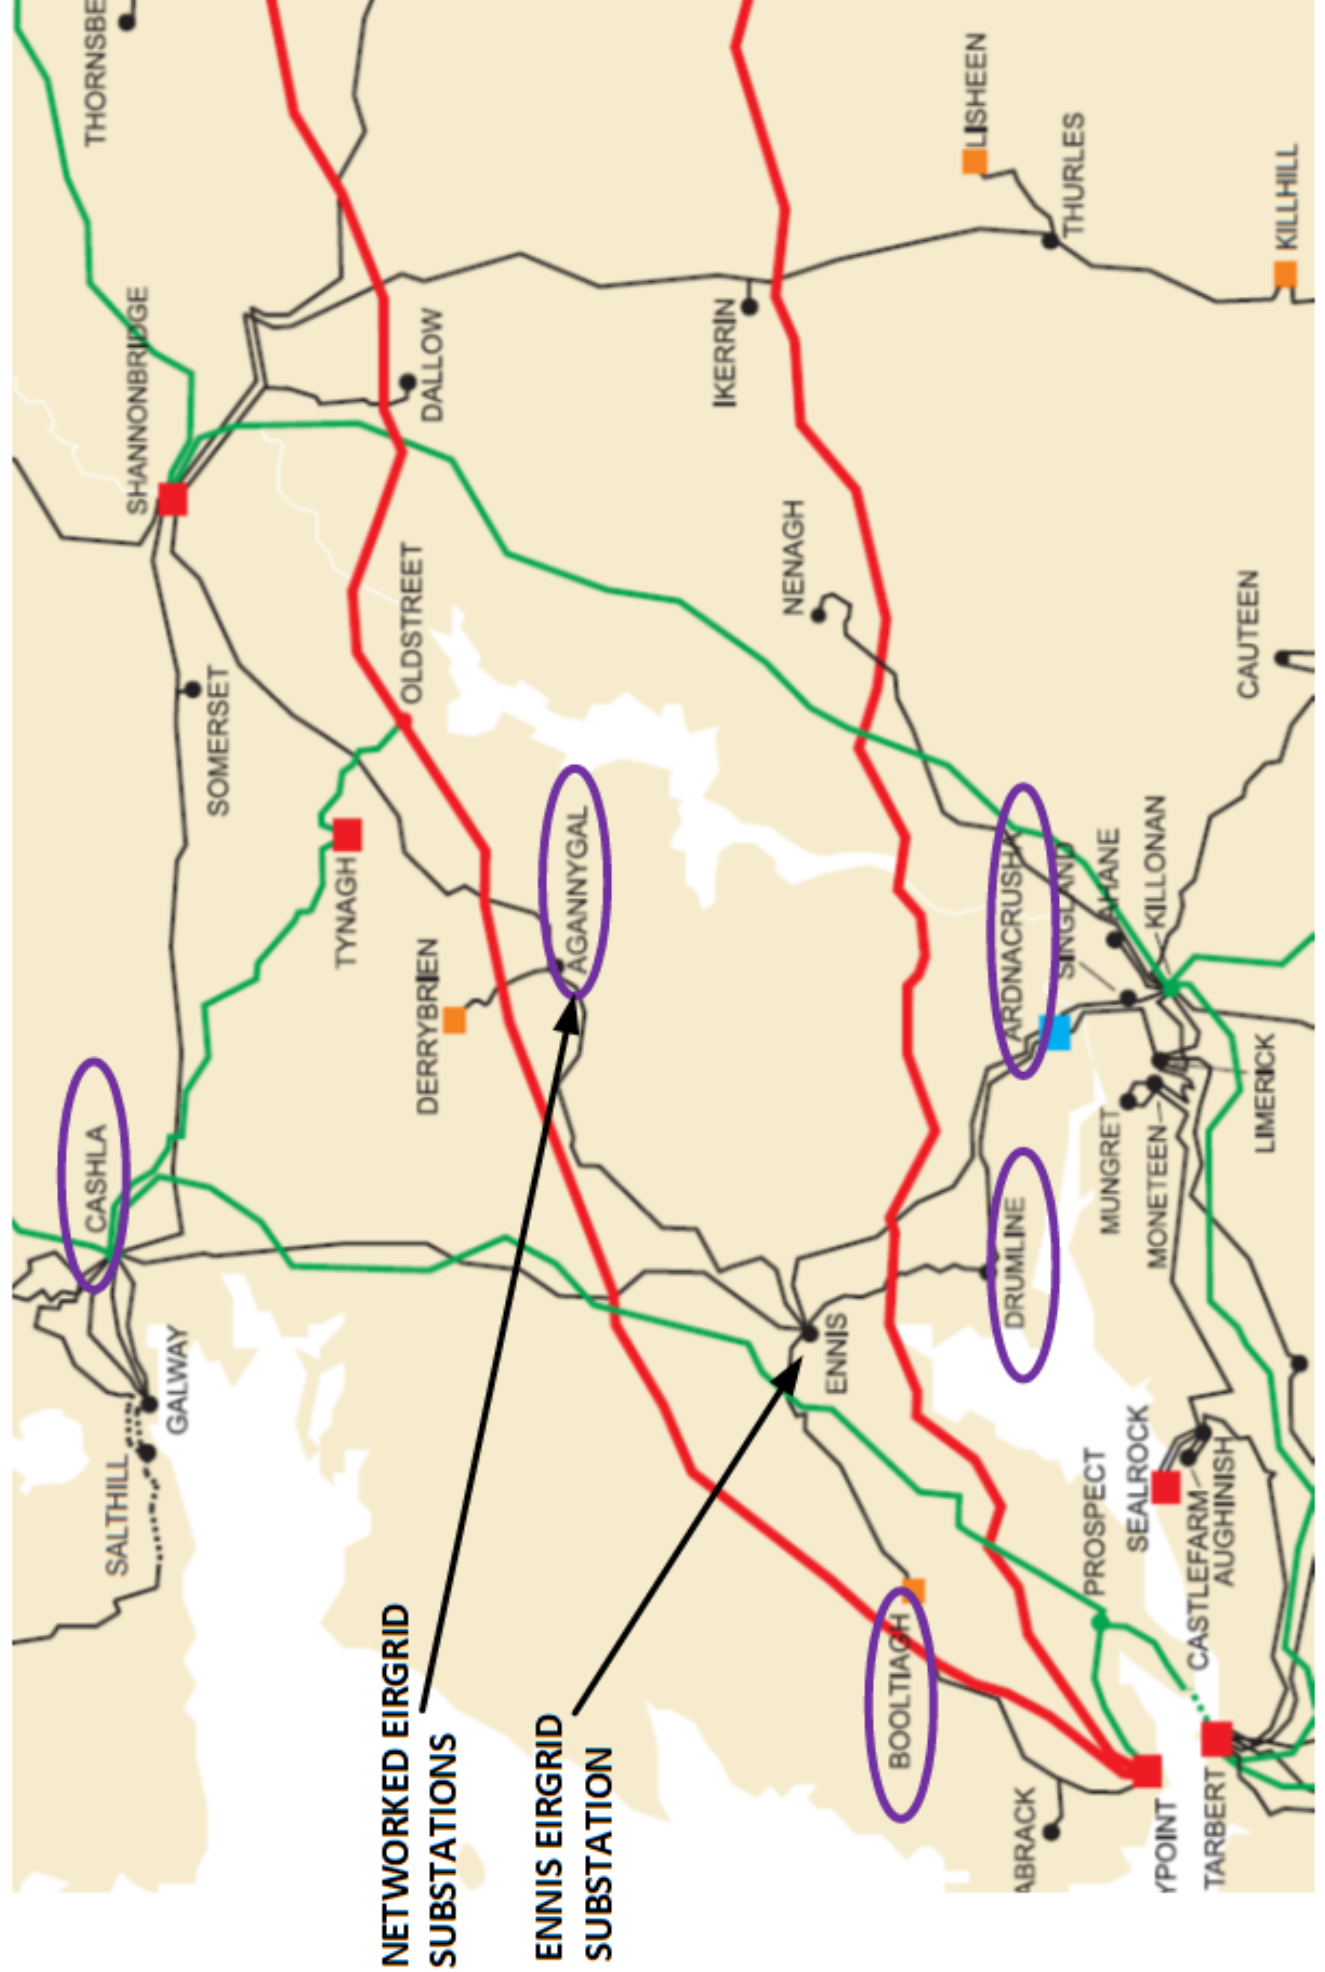 THORNSBE
SHANNONBRIDGE
DALLOW
IKERRIN
LISHEEN
THURLES
KILLHILL
SOMERSET
OLDSTREET
NENAGH
CAUTEEN
TYNAGH
AGANNYGAL
DERRYBRIEN
CASHLA
ARDNACRUSHA
SINGLAND
AHANE
KILLONAN
LIMERICK
MUNGRET
MONETEEN
DRUMLINE
ENNIS
GALWAY
SALTHILL
PROSPECT
SEALROCK
CASTLEFARM
AUGHINISH
BOOLTIAGH
ABRACK
YPOINT
TARBERT
NETWORKED EIRGRID
SUBSTATIONS
ENNIS EIRGRID
SUBSTATION